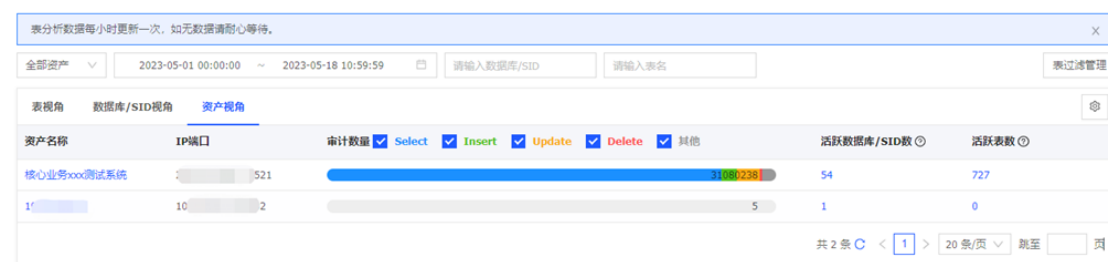 表分析数据每小时更新一次，如无数据请耐心等待。
全部资产 2023-05-01 00:00:00 ~ 2023-05-18 10:59:59 请输入数据库/SID 请输入表名 表过滤管理
表视角 数据库/SID视角 资产视角
资产名称 IP端口 审计数量 Select Insert Update Delete 其他 活跃数据库/SID数 活跃表数
核心业务xxx测试系统 521 31080238 54 727
10 2 5 1 0
共 2 条 < 1 > 20 条/页 跳至 页